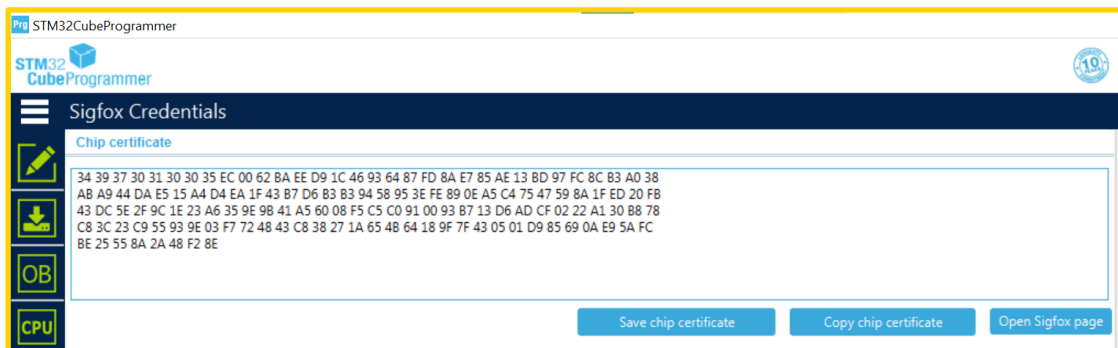 Prg STM32CubeProgrammer
STM32
CubeProgrammer
10
Sigfox Credentials
Chip certificate
34 39 37 30 31 30 30 35 EC 00 62 BA EE D9 1C 46 93 64 87 FD 8A E7 85 AE 13 BD 97 FC 8C B3 A0 38
AB A9 44 DA E5 15 A4 D4 EA 1F 43 B7 D6 B3 B3 94 58 95 3E FE 89 0E A5 C4 75 47 59 8A 1F ED 20 FB
43 DC 5E 2F 9C 1E 23 A6 35 9E 9B 41 A5 60 08 F5 C5 C0 91 00 93 B7 13 D6 AD CF 02 22 A1 30 B8 78
C8 3C 23 C9 55 93 9E 03 F7 72 48 43 C8 38 27 1A 65 4B 64 18 9F 7F 43 05 01 D9 85 69 0A E9 5A FC
BE 25 55 8A 2A 48 F2 8E
OB
CPU
Save chip certificate
Copy chip certificate
Open Sigfox page